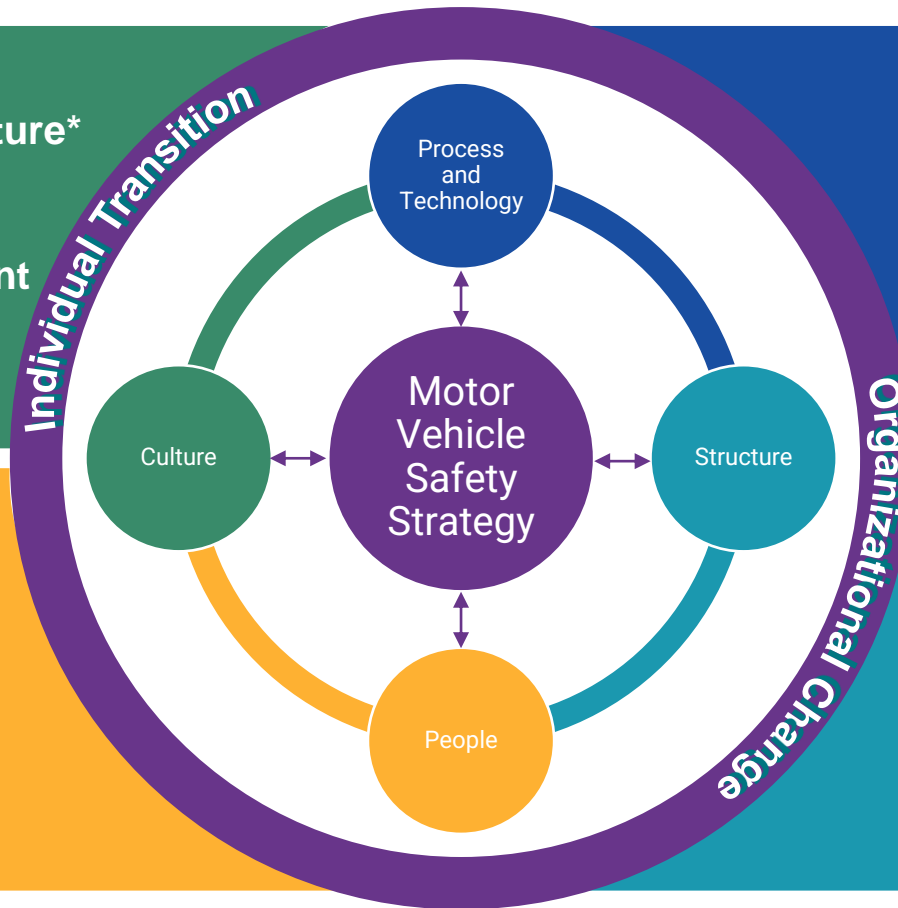 ture*
nt
Individual Transition
Process
and
Technology
Motor
Vehicle
Safety
Strategy
Culture
Structure
Organizational Change
People